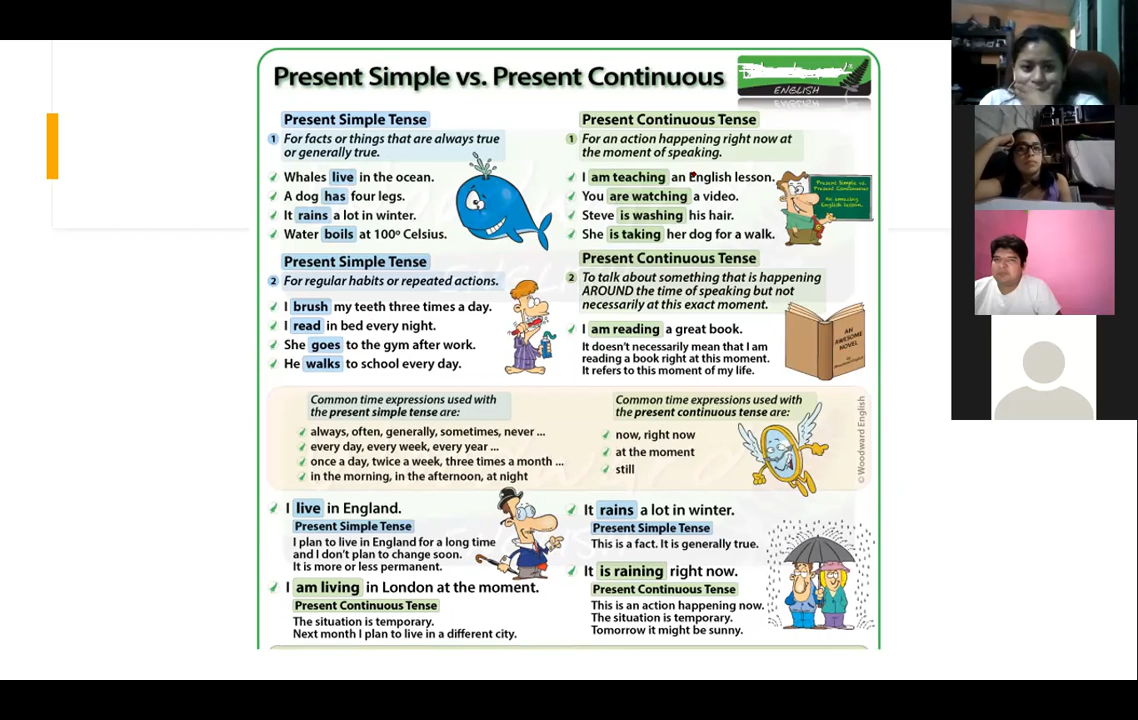 Present Simple vs. Present Continuous
ENGLISH
Present Simple Tense
1 For facts or things that are always true
or generally true.
Whales live in the ocean.
A dog has four legs.
It rains a lot in winter.
Water boils at 100º Celsius.
Present Simple Tense
2 For regular habits or repeated actions.
I brush my teeth three times a day.
I read in bed every night.
She goes to the gym after work.
He walks to school every day.
Present Continuous Tense
1 For an action happening right now at
the moment of speaking.
I am teaching an English lesson.
You are watching a video.
Steve is washing his hair.
She is taking her dog for a walk.
Present Simple vs.
Present Continuous
An amazing
English lesson.
Present Continuous Tense
2 To talk about something that is happening
AROUND the time of speaking but not
necessarily at this exact moment.
I am reading a great book.
It doesn't necessarily mean that I am
reading a book right at this moment.
It refers to this moment of my life.
AN
AWESOME
NOVEL
Common time expressions used with
the present simple tense are:
always, often, generally, sometimes, never ...
every day, every week, every year ...
once a day, twice a week, three times a month ...
in the morning, in the afternoon, at night
Common time expressions used with
the present continuous tense are:
now, right now
at the moment
still
© Woodward English
I live in England.
Present Simple Tense
I plan to live in England for a long time
and I don't plan to change soon.
It is more or less permanent.
I am living in London at the moment.
Present Continuous Tense
The situation is temporary.
Next month I plan to live in a different city.
It rains a lot in winter.
Present Simple Tense
This is a fact. It is generally true.
It is raining right now.
Present Continuous Tense
This is an action happening now.
The situation is temporary.
Tomorrow it might be sunny.